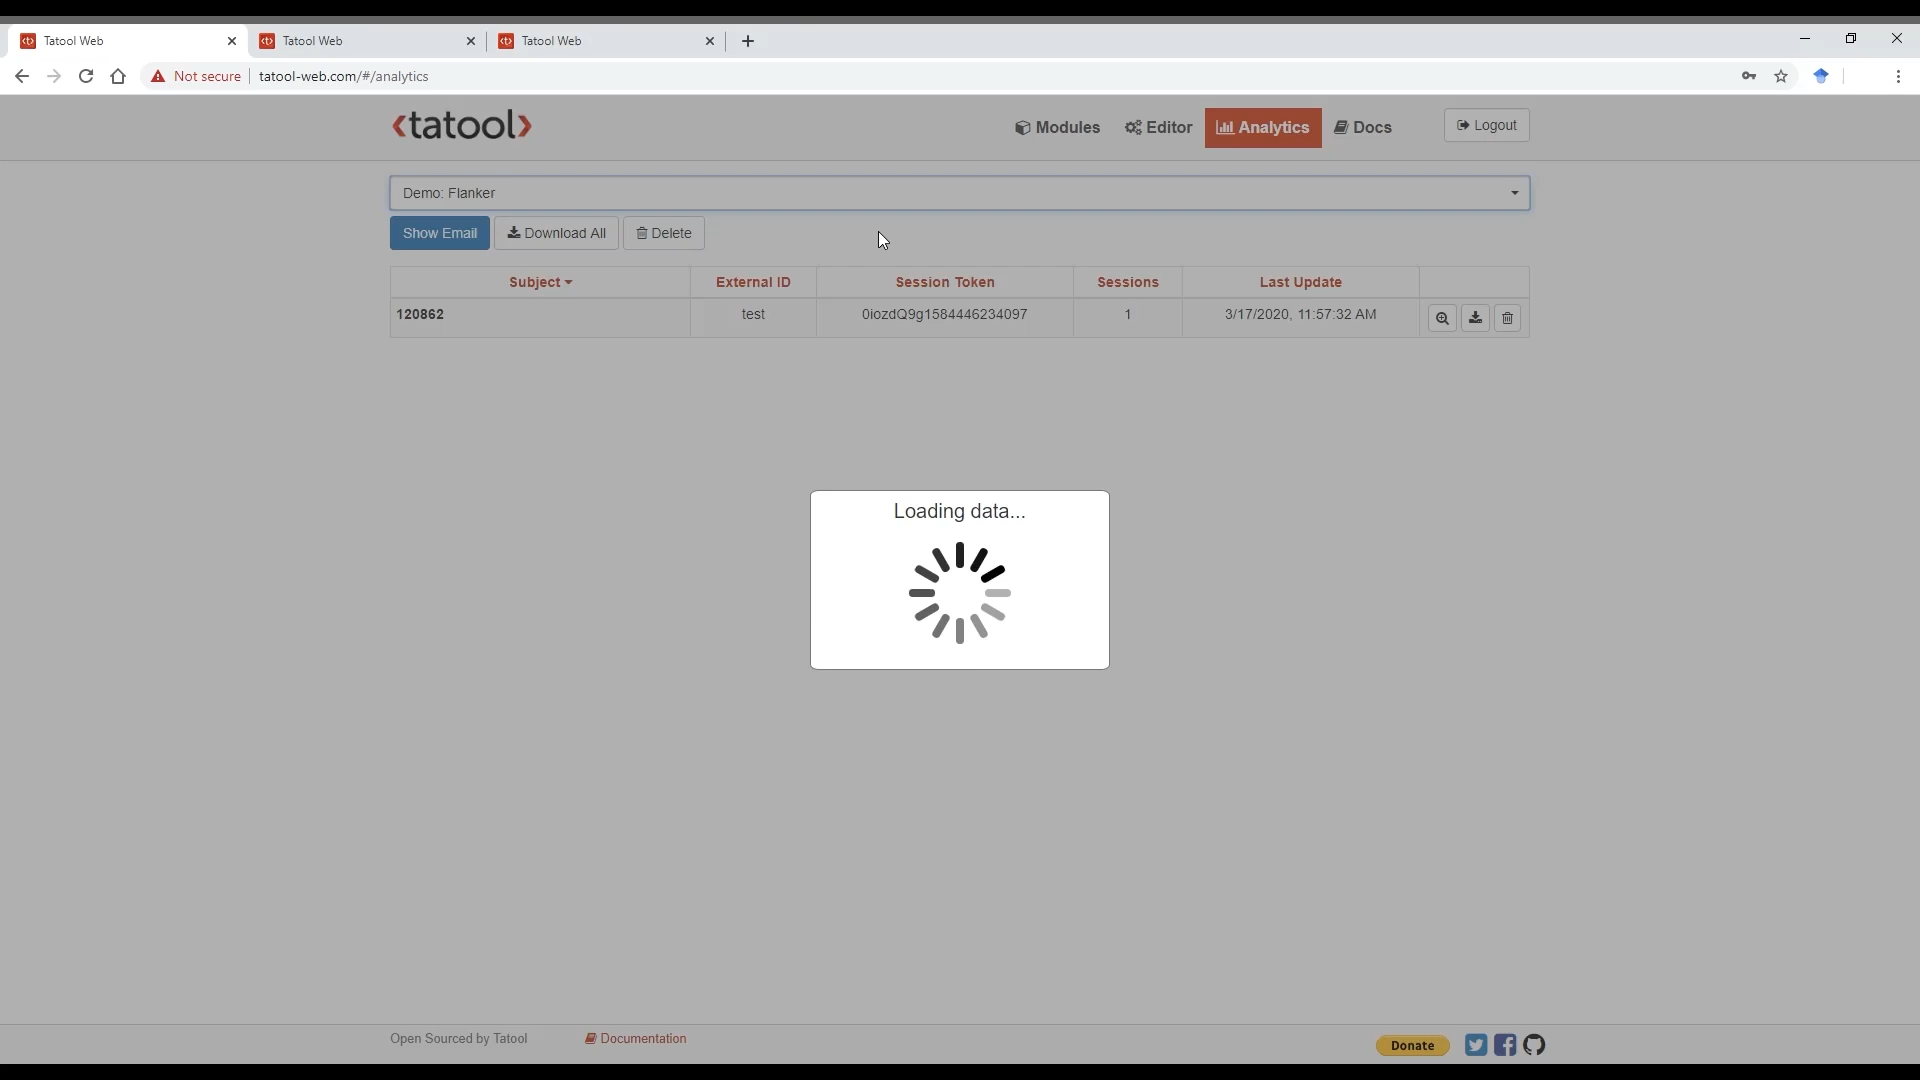 Tatool Web
Tatool Web
Tatool Web
Not secure
tatool-web.com/#/analytics
<tatool>
Modules
Editor
Analytics
Docs
Logout
Demo: Flanker
Show Email
Download All
Delete
Subject
External ID
Session Token
Sessions
Last Update
120862
test
0iozdQ9g1584446234097
1
3/17/2020, 11:57:32 AM
Loading data...
Open Sourced by Tatool
Documentation
Donate